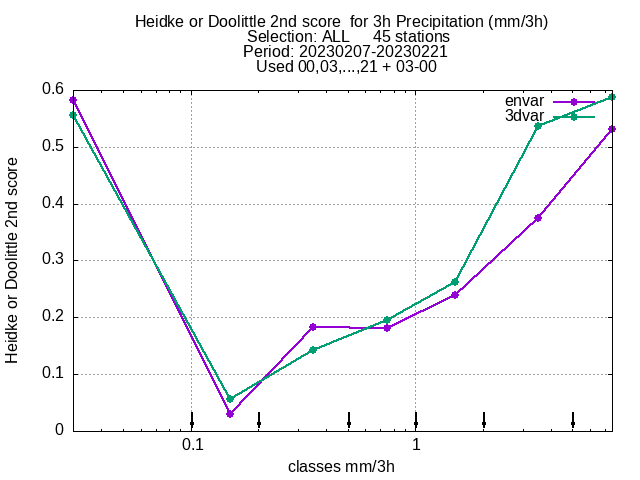 Heidke or Doolittle 2nd score  for 3h Precipitation (mm/3h)
Selection: ALL     45 stations
Period: 20230207-20230221
Used 00,03,...,21 + 03-00
envar
3dvar
0.6
0.5
0.4
0.3
0.2
0.1
0
Heidke or Doolittle 2nd score
0.1
1
classes mm/3h